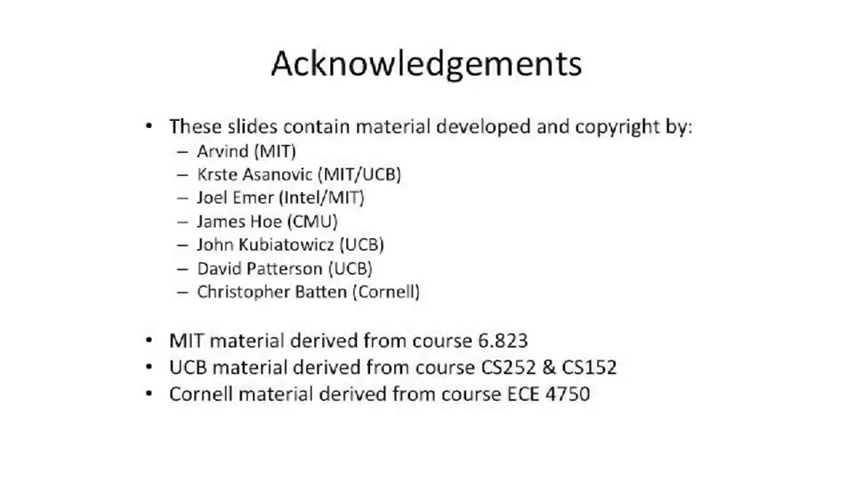 Acknowledgements
• These slides contain material developed and copyright by:
– Arvind (MIT)
– Krste Asanovic (MIT/UCB)
– Joel Emer (Intel/MIT)
– James Hoe (CMU)
– John Kubiatowicz (UCB)
– David Patterson (UCB)
– Christopher Batten (Cornell)
• MIT material derived from course 6.823
• UCB material derived from course CS252 & CS152
• Cornell material derived from course ECE 4750